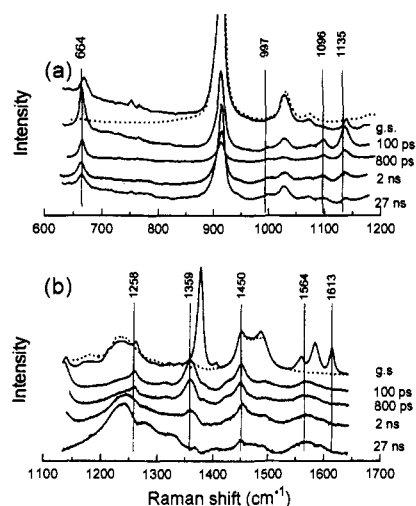 (a)
664
997
1096
1135
Intensity
g.s.
100 ps
800 ps
2 ns
27 ns
600 700 800 900 1000 1100 1200
(b)
1258
1359
1450
1564
1613
Intensity
g.s
100 ps
800 ps
2 ns
27 ns
1100 1200 1300 1400 1500 1600 1700
Raman shift (cm⁻¹)